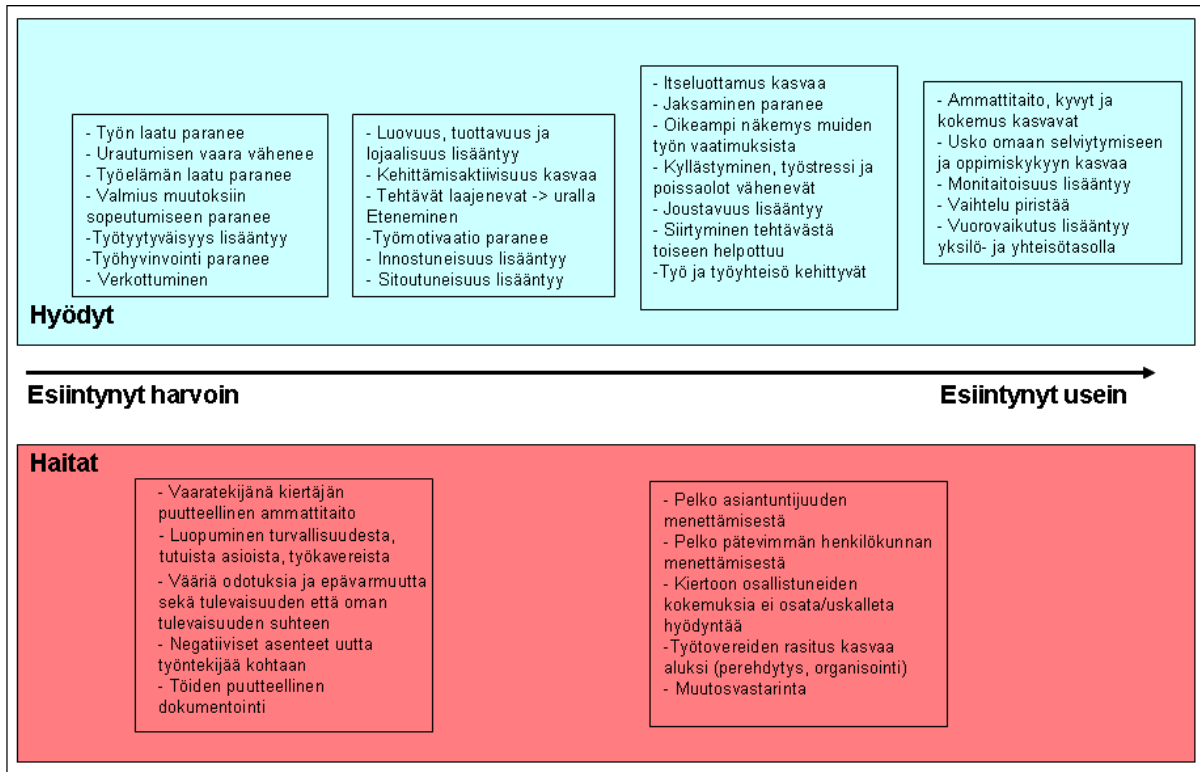 - Työn laatu paranee
- Urautumisen vaara vähenee
- Työelämän laatu paranee
- Valmius muutoksiin
sopeutumiseen paranee
-Työtyytyväisyys lisääntyy
-Työhyvinvointi paranee
- Verkottuminen
- Luovuus, tuottavuus ja
lojaalisuus lisääntyy
- Kehittämisaktiivisuus kasvaa
- Tehtävät laajenevat -> uralla
Eteneminen
-Työmotivaatio paranee
- Innostuneisuus lisääntyy
- Sitoutuneisuus lisääntyy
- Itseluottamus kasvaa
- Jaksaminen paranee
- Oikeampi näkemys muiden
työn vaatimuksista
- Kyllästyminen, työstressi ja
poissaolot vähenevät
- Joustavuus lisääntyy
- Siirtyminen tehtävästä
toiseen helpottuu
-Työ ja työyhteisö kehittyvät
- Ammattitaito, kyvyt ja
kokemus kasvavat
- Usko omaan selviytymiseen
ja oppimiskykyyn kasvaa
- Monitaitoisuus lisääntyy
- Vaihtelu piristää
- Vuorovaikutus lisääntyy
yksilö- ja yhteisötasolla
Hyödyt
Esiintynyt harvoin
Esiintynyt usein
Haitat
- Vaaratekijänä kiertäjän
puutteellinen ammattitaito
- Luopuminen turvallisuudesta,
tutuista asioista, työkavereista
- Vääriä odotuksia ja epävarmuutta
sekä tulevaisuuden että oman
tulevaisuuden suhteen
- Negatiiviset asenteet uutta
työntekijää kohtaan
- Töiden puutteellinen
dokumentointi
- Pelko asiantuntijuuden
menettämisestä
- Pelko pätevimmän henkilökunnan
menettämisestä
- Kiertoon osallistuneiden
kokemuksia ei osata/uskalleta
hyödyntää
-Työtovereiden rasitus kasvaa
aluksi (perehdytys, organisointi)
- Muutosvastarinta